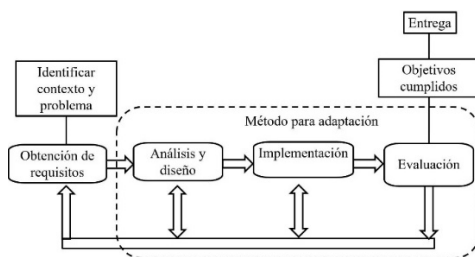 Entrega
Identificar
contexto y
problema
Objetivos
cumplidos
Método para adaptación
Obtención de
requisitos
Análisis y
diseño
Implementación
Evaluación